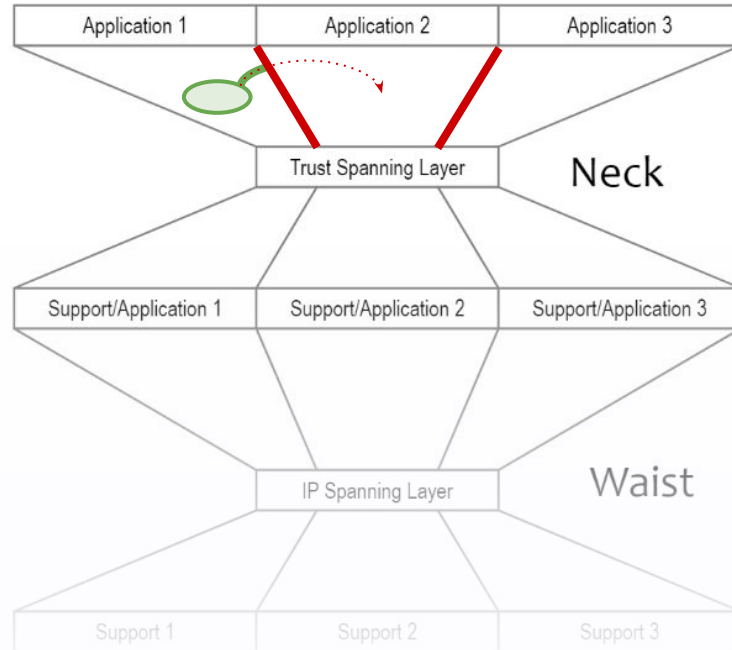 Application 1
Application 2
Application 3
Trust Spanning Layer
Neck
Support/Application 1
Support/Application 2
Support/Application 3
IP Spanning Layer
Waist
Support 1
Support 2
Support 3